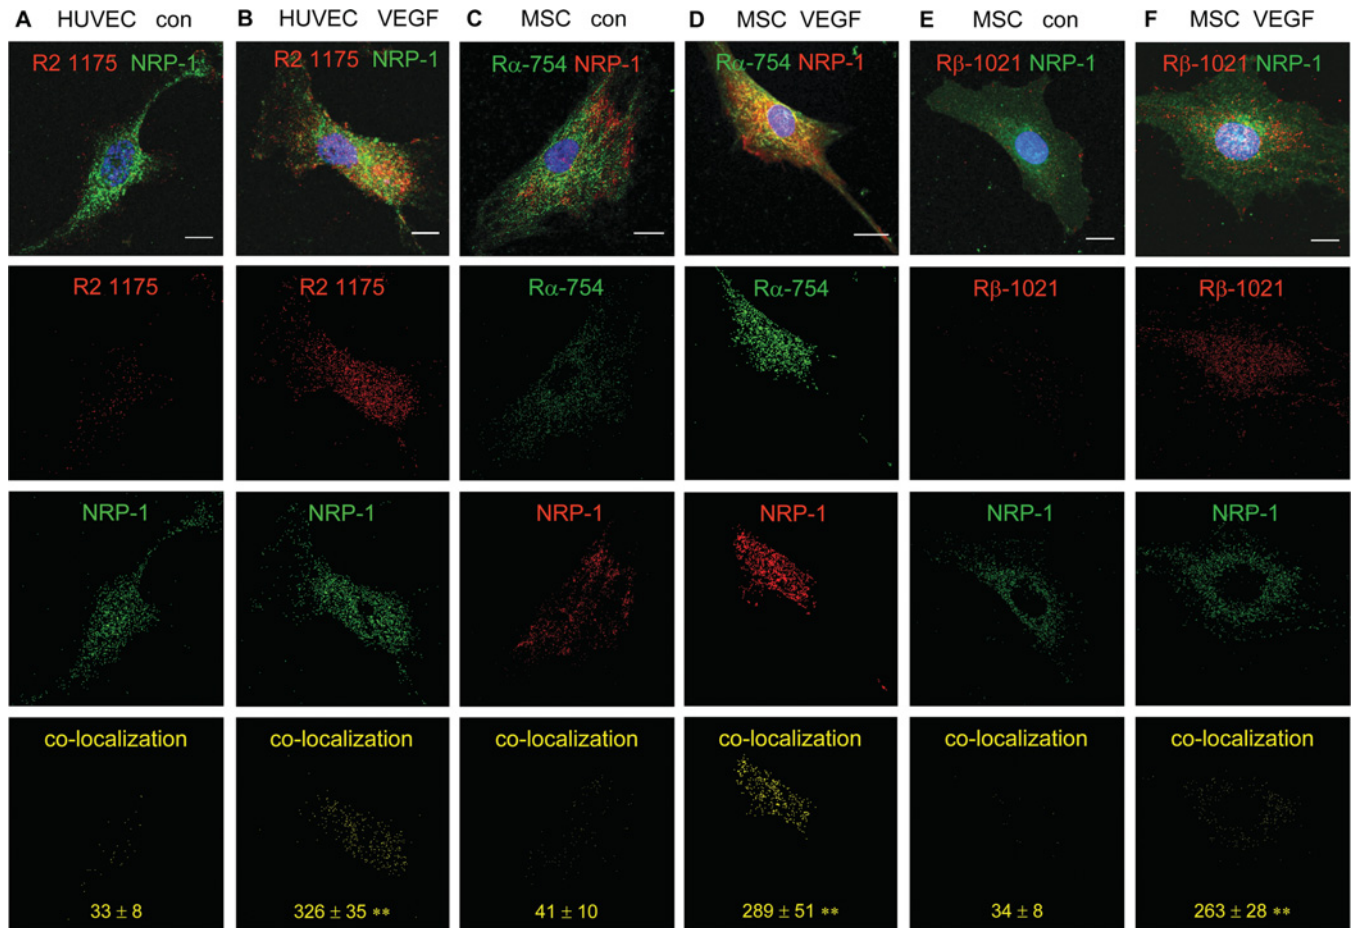 A HUVEC con B HUVEC VEGF C MSC con D MSC VEGF E MSC con F MSC VEGF
R2 1175 NRP-1 R2 1175 NRP-1 Rα-754 NRP-1 Rα-754 NRP-1 Rβ-1021 NRP-1 Rβ-1021 NRP-1
R2 1175 R2 1175 Rα-754 Rα-754 Rβ-1021 Rβ-1021
NRP-1 NRP-1 NRP-1 NRP-1 NRP-1 NRP-1
co-localization co-localization co-localization co-localization co-localization co-localization
33 ± 8 326 ± 35 ** 41 ± 10 289 ± 51 ** 34 ± 8 263 ± 28 **